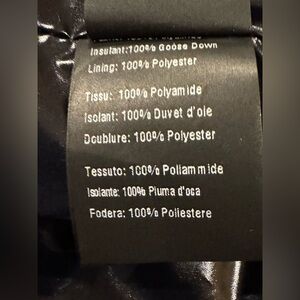 Insulant:100% Goose Down
Lining: 100% Polyester
Tissu: 100% Polyamide
Isolant: 100% Duvet d'oie
Doublure: 100% Polyester
Tessuto: 100% Poliammide
Isolante: 100% Piuma d'oca
Fodera: 100% Poliestere